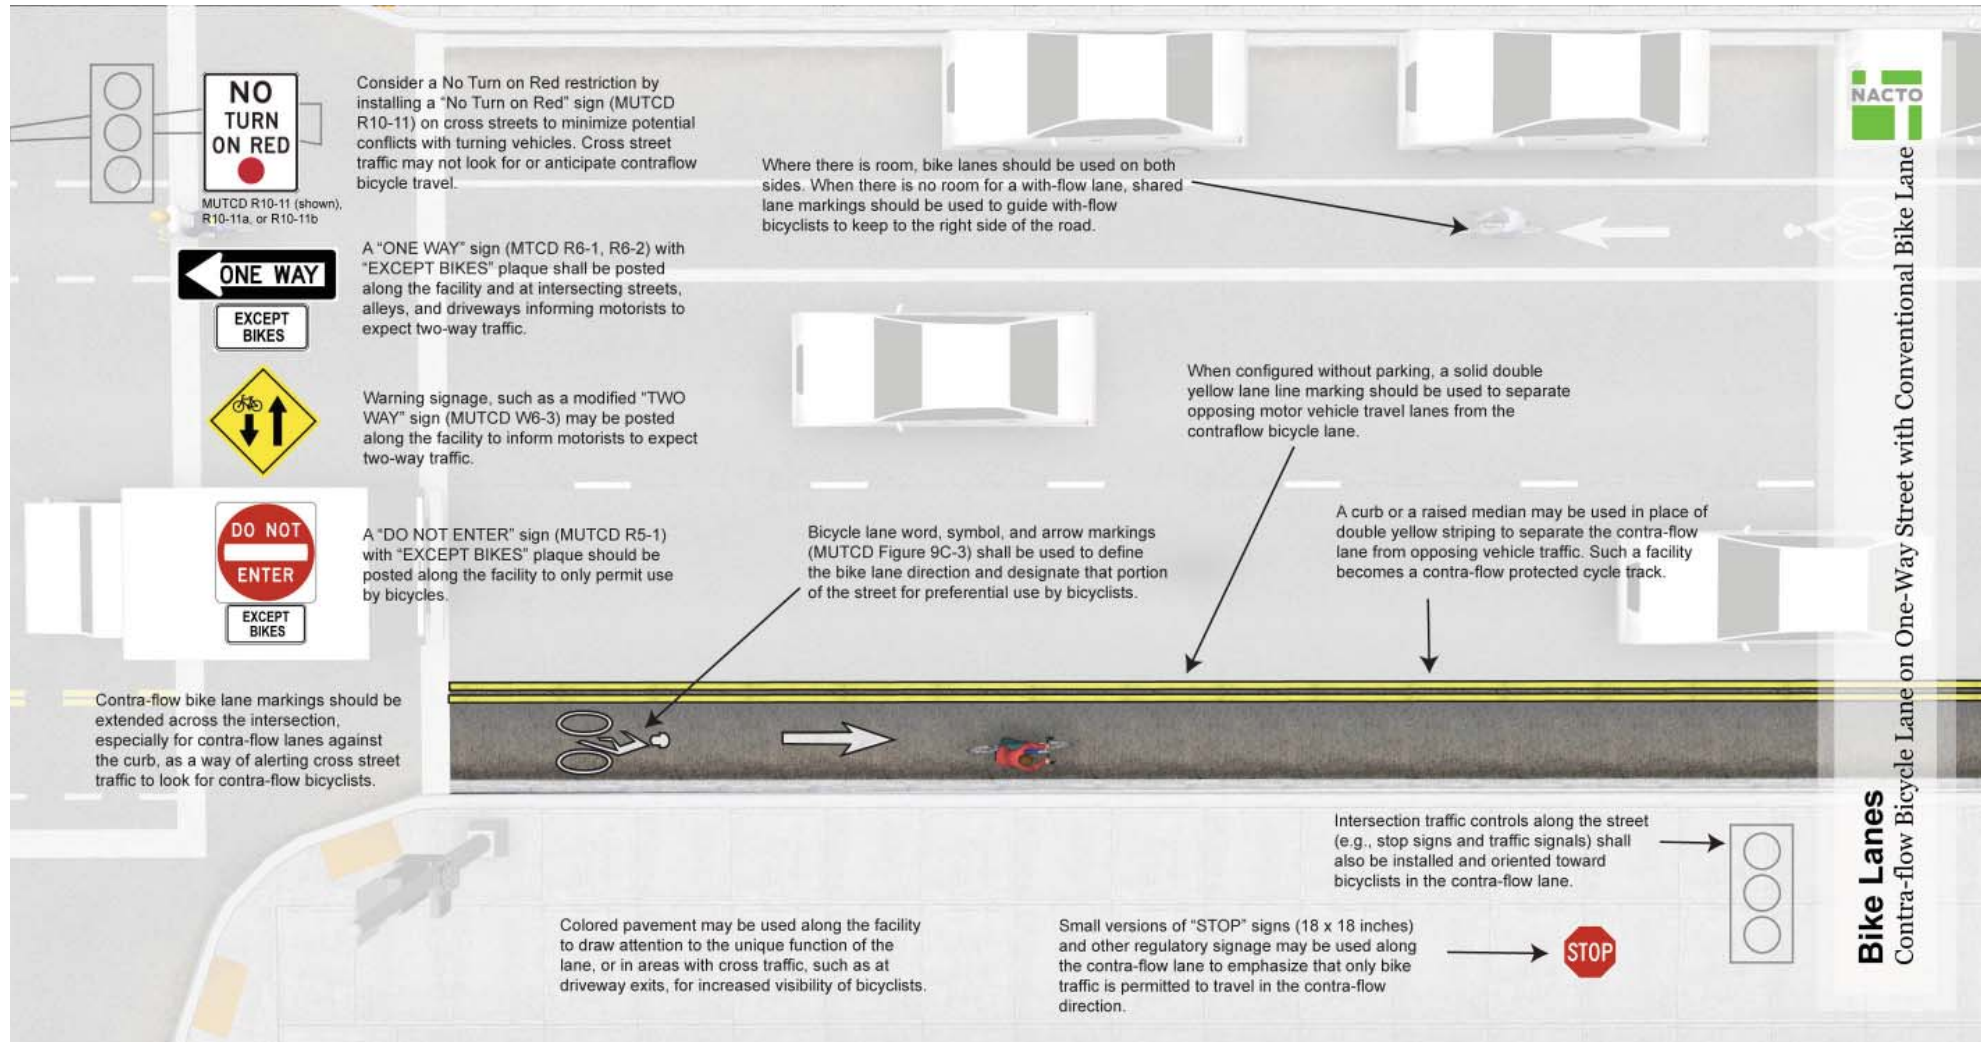 NO
TURN
ON RED
MUTCD R10-11 (shown),
R10-11a, or R10-11b
Consider a No Turn on Red restriction by
installing a “No Turn on Red” sign (MUTCD
R10-11) on cross streets to minimize potential
conflicts with turning vehicles. Cross street
traffic may not look for or anticipate contraflow
bicycle travel.
ONE WAY
EXCEPT
BIKES
A “ONE WAY” sign (MTCD R6-1, R6-2) with
“EXCEPT BIKES” plaque shall be posted
along the facility and at intersecting streets,
alleys, and driveways informing motorists to
expect two-way traffic.
Warning signage, such as a modified “TWO
WAY” sign (MUTCD W6-3) may be posted
along the facility to inform motorists to expect
two-way traffic.
DO NOT
ENTER
EXCEPT
BIKES
A “DO NOT ENTER” sign (MUTCD R5-1)
with “EXCEPT BIKES” plaque should be
posted along the facility to only permit use
by bicycles.
Contra-flow bike lane markings should be
extended across the intersection,
especially for contra-flow lanes against
the curb, as a way of alerting cross street
traffic to look for contra-flow bicyclists.
Where there is room, bike lanes should be used on both
sides. When there is no room for a with-flow lane, shared
lane markings should be used to guide with-flow
bicyclists to keep to the right side of the road.
When configured without parking, a solid double
yellow lane line marking should be used to separate
opposing motor vehicle travel lanes from the
contraflow bicycle lane.
Bicycle lane word, symbol, and arrow markings
(MUTCD Figure 9C-3) shall be used to define
the bike lane direction and designate that portion
of the street for preferential use by bicyclists.
A curb or a raised median may be used in place of
double yellow striping to separate the contra-flow
lane from opposing vehicle traffic. Such a facility
becomes a contra-flow protected cycle track.
Intersection traffic controls along the street
(e.g., stop signs and traffic signals) shall
also be installed and oriented toward
bicyclists in the contra-flow lane.
Colored pavement may be used along the facility
to draw attention to the unique function of the
lane, or in areas with cross traffic, such as at
driveway exits, for increased visibility of bicyclists.
Small versions of “STOP” signs (18 x 18 inches)
and other regulatory signage may be used along
the contra-flow lane to emphasize that only bike
traffic is permitted to travel in the contra-flow
direction.
STOP
NACTO
Bike Lanes
Contra-flow Bicycle Lane on One-Way Street with Conventional Bike Lane